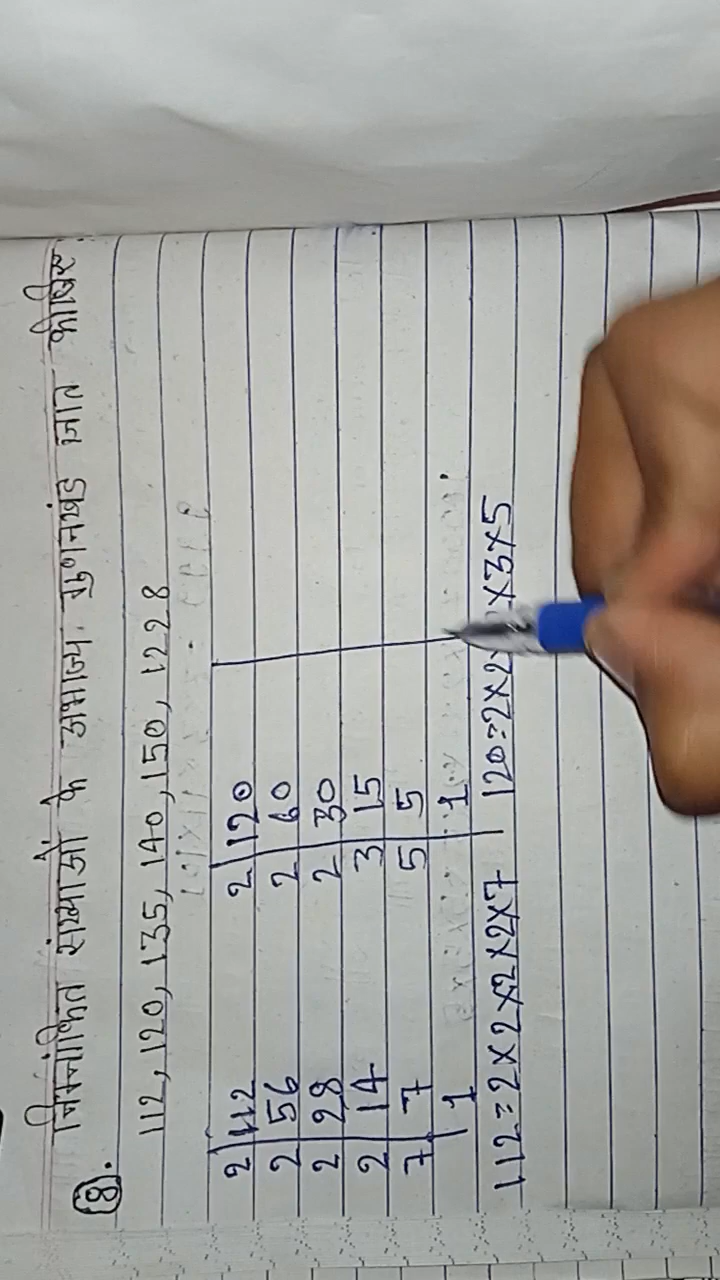 8. निम्नांकित संख्याओं के अभाज्य गुणनखंड ज्ञात कीजिए
112, 120, 135, 140, 150, 1228
2 112 2 120
2 56 2 60
2 28 2 30
2 14 3 15
7 7 5 5
1 1
112=2×2×2×2×7 120=2×2 ×3×5